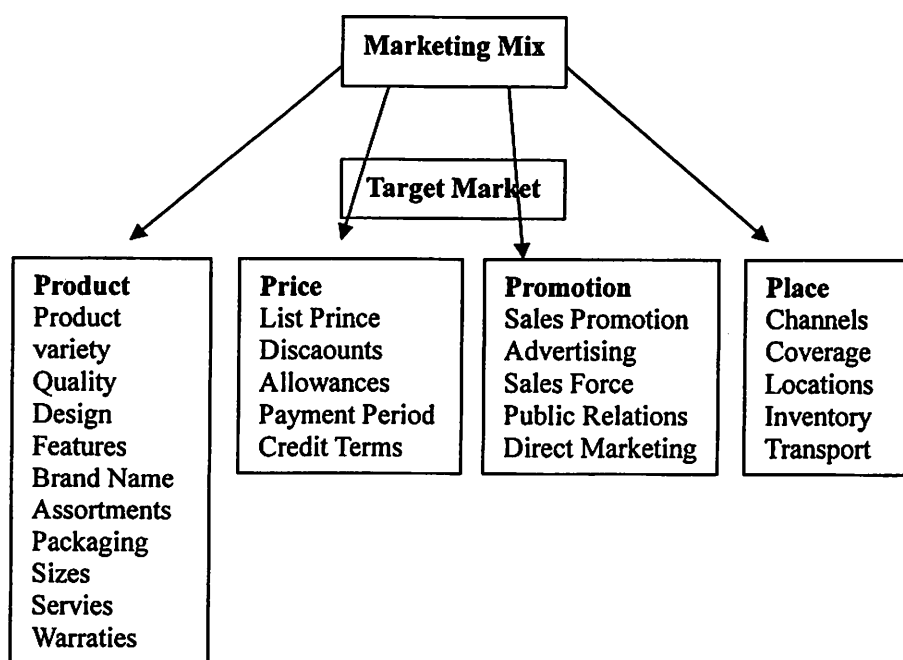 Marketing Mix
Target Market
Product
Product
variety
Quality
Design
Features
Brand Name
Assortments
Packaging
Sizes
Servies
Warraties
Price
List Prince
Discaounts
Allowances
Payment Period
Credit Terms
Promotion
Sales Promotion
Advertising
Sales Force
Public Relations
Direct Marketing
Place
Channels
Coverage
Locations
Inventory
Transport